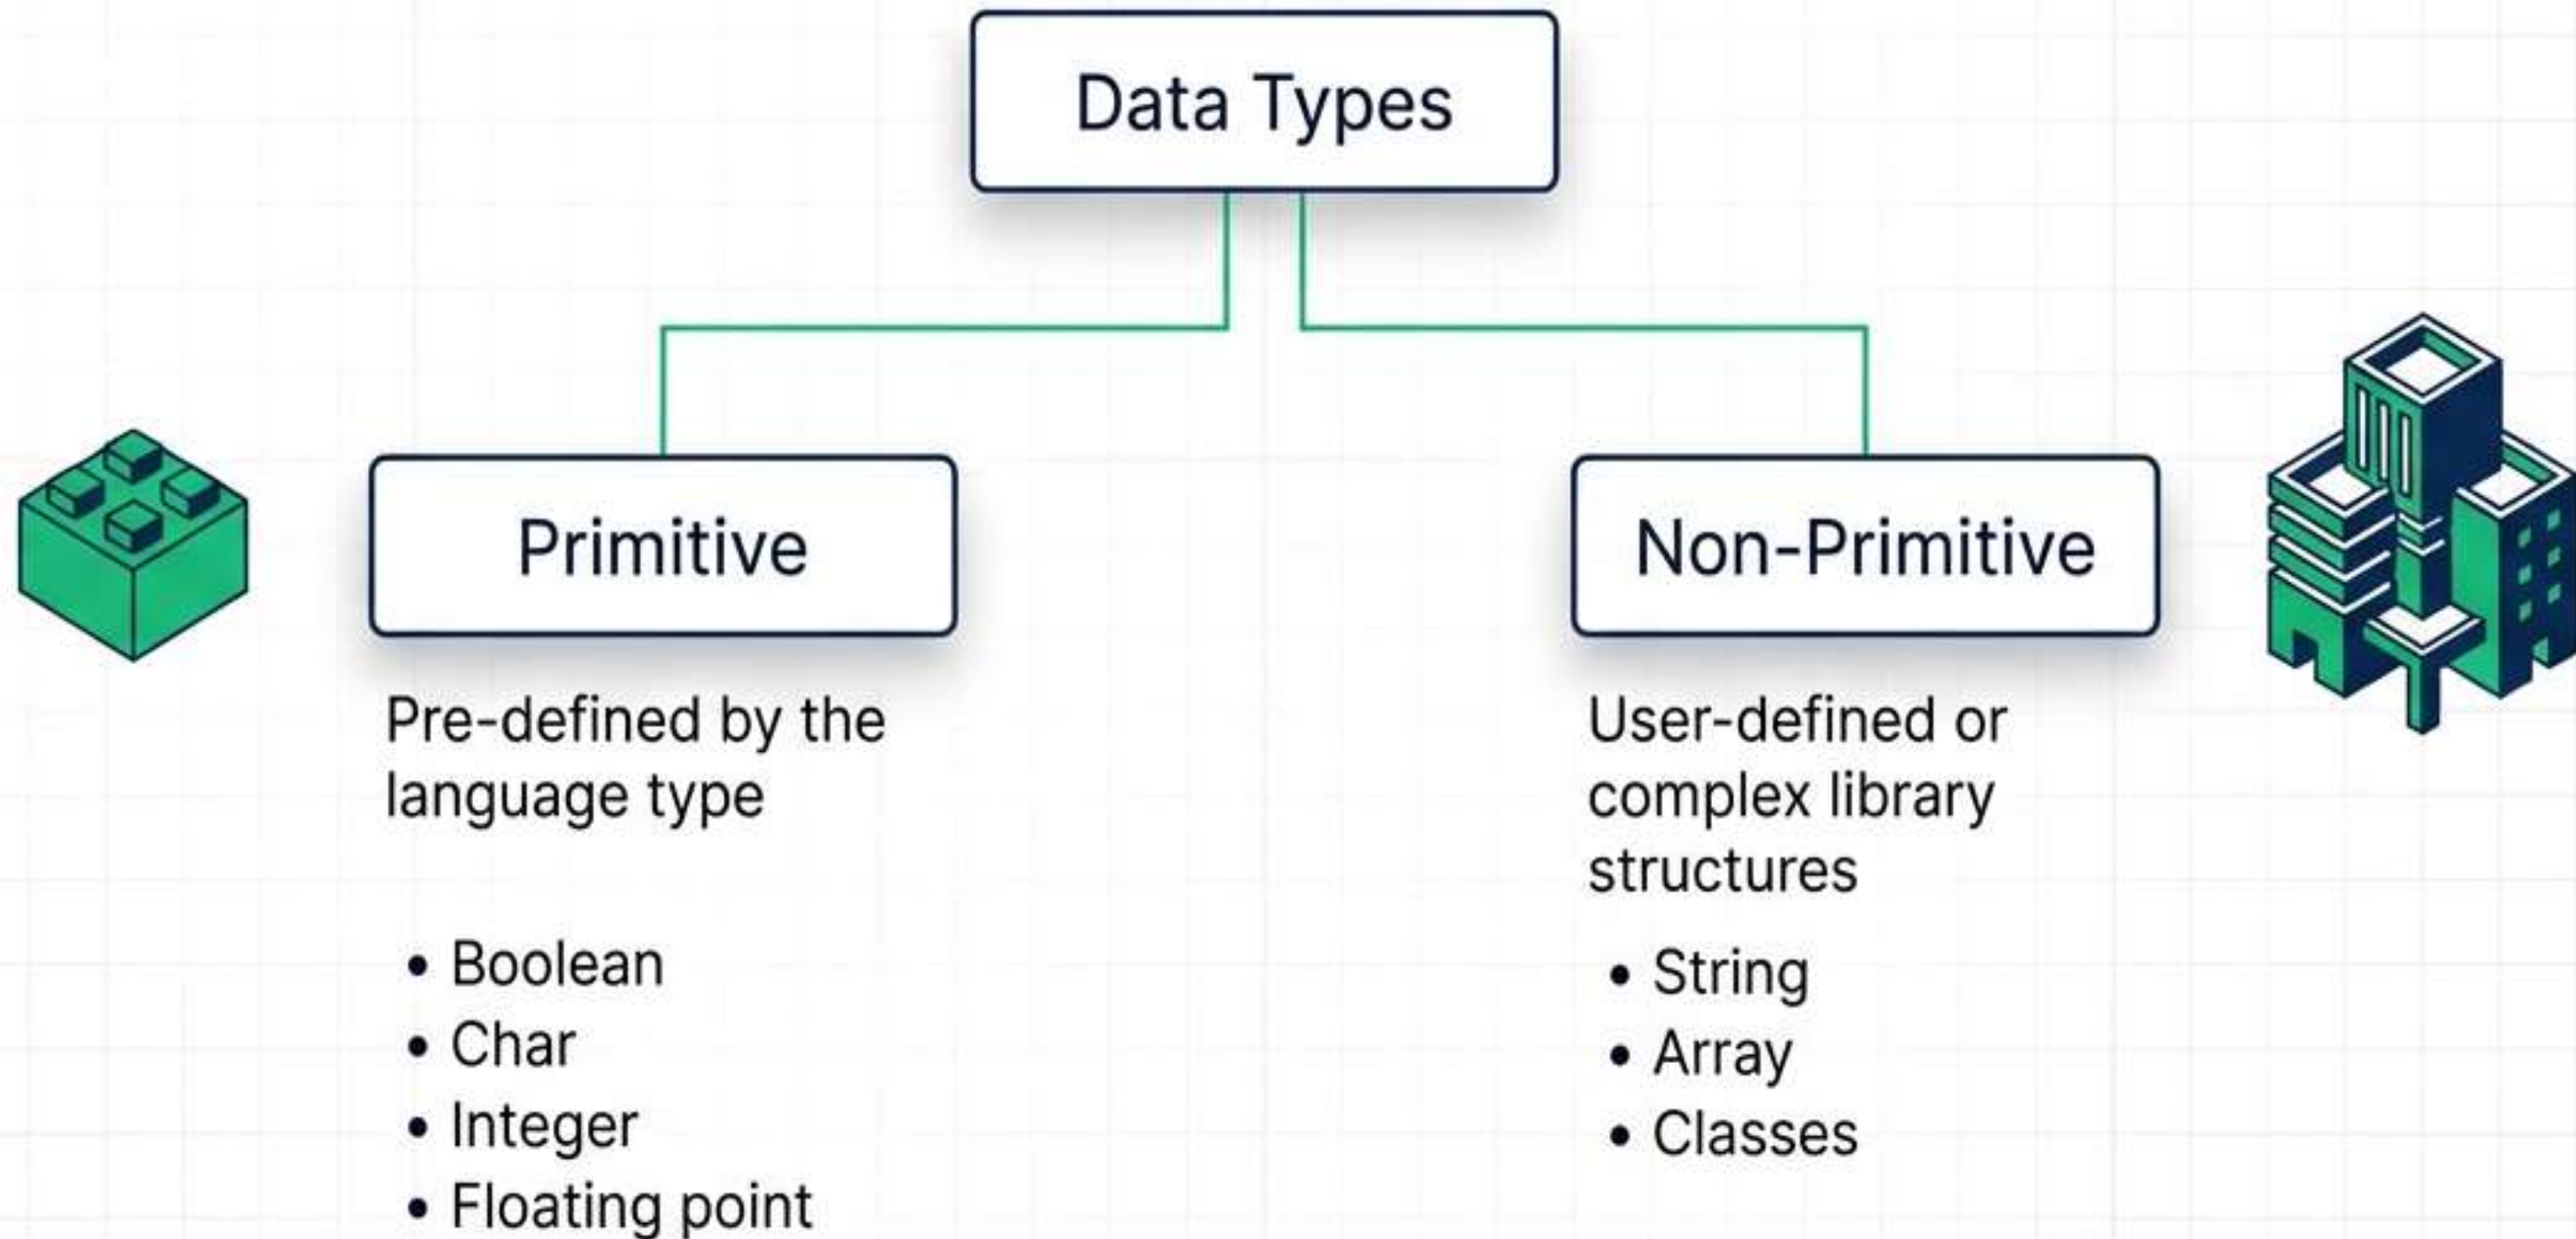 Data Types
Primitive
Pre-defined by the
language type
• Boolean
• Char
• Integer
• Floating point
Non-Primitive
User-defined or
complex library
structures
• String
• Array
• Classes